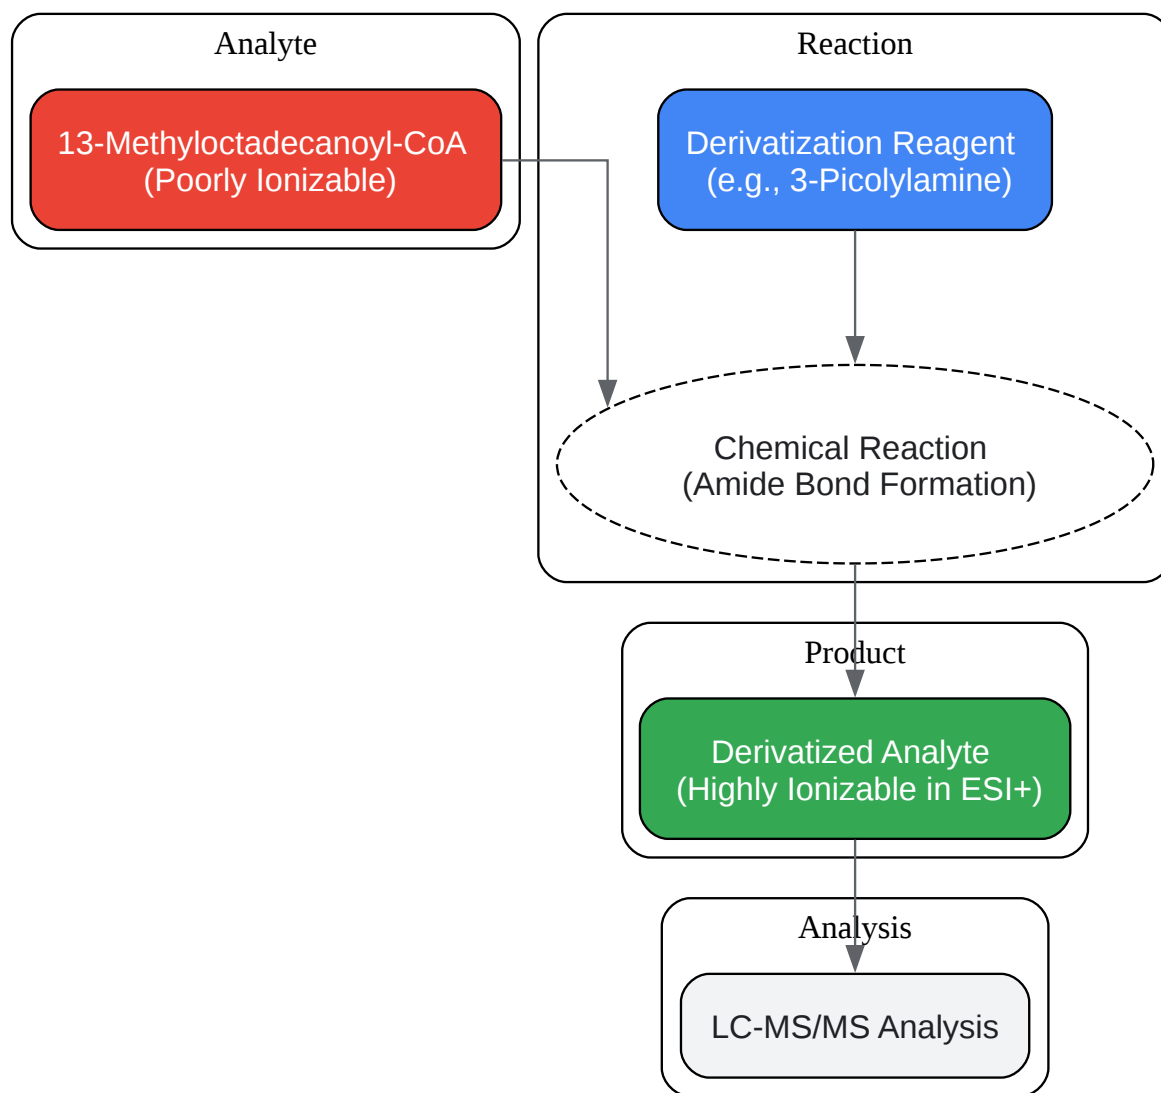 Analyte
13-Methyloctadecanoyl-CoA
(Poorly Ionizable)
Reaction
Derivatization Reagent
(e.g., 3-Picolylamine)
Chemical Reaction
(Amide Bond Formation)
Product
Derivatized Analyte
(Highly Ionizable in ESI+)
Analysis
LC-MS/MS Analysis